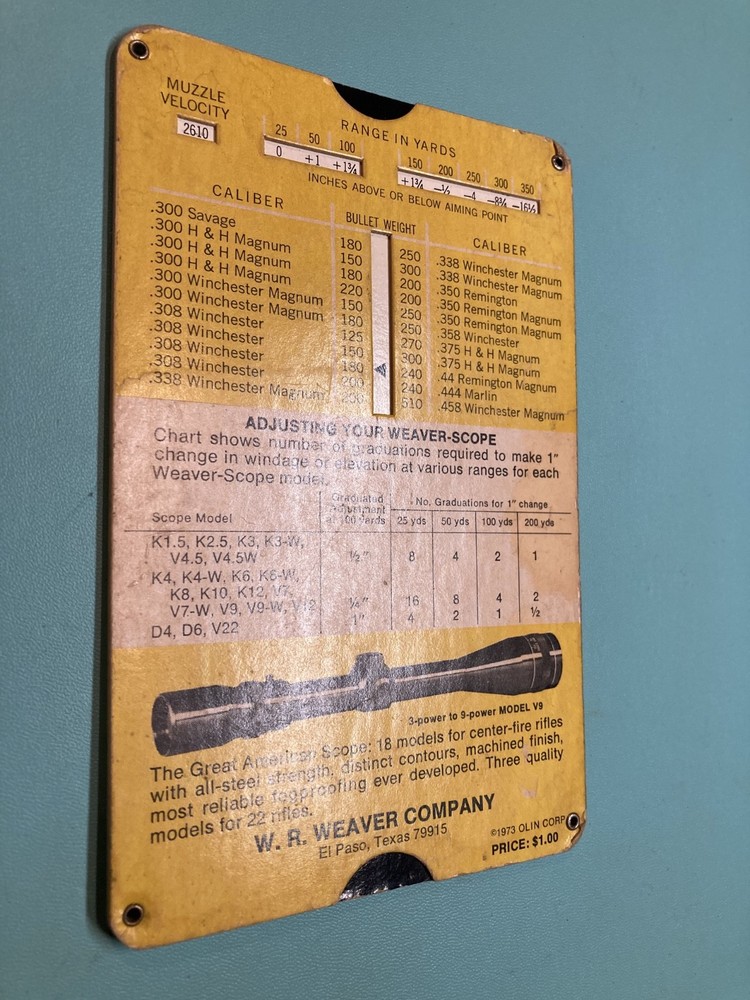 MUZZLE
VELOCITY
2610
RANGE IN YARDS
25 50 100 150 200 250 300 350
0 +1 +1¾ +1¾ -½ -4 -8¾ -16½
INCHES ABOVE OR BELOW AIMING POINT
CALIBER BULLET WEIGHT CALIBER
.300 Savage 180 250 .338 Winchester Magnum
.300 H & H Magnum 150 300 .338 Winchester Magnum
.300 H & H Magnum 180 200 .350 Remington
.300 H & H Magnum 220 200 .350 Remington Magnum
.300 Winchester Magnum 150 250 .350 Remington Magnum
.300 Winchester Magnum 180 250 .358 Winchester
.308 Winchester 125 270 .375 H & H Magnum
.308 Winchester 150 300 .375 H & H Magnum
.308 Winchester 180 240 .44 Remington Magnum
.308 Winchester 200 240 .444 Marlin
.338 Winchester Magnum 510 .458 Winchester Magnum
ADJUSTING YOUR WEAVER-SCOPE
Chart shows number of graduations required to make 1"
change in windage or elevation at various ranges for each
Weaver-Scope model.
Scope Model Graduated Adjustment at 100 yards No. Graduations for 1" change
25 yds 50 yds 100 yds 200 yds
K1.5, K2.5, K3, K3-W,
V4.5, V4.5W ½" 8 4 2 1
K4, K4-W, K6, K6-W,
K8, K10, K12, V7,
V7-W, V9, V9-W, V12 ¼" 16 8 4 2
D4, D6, V22 1" 4 2 1 ½
3-power to 9-power MODEL V9
The Great American Scope: 18 models for center-fire rifles
with all-steel strength, distinct contours, machined finish,
most reliable fogproofing ever developed. Three quality
models for 22 rifles.
W. R. WEAVER COMPANY
El Paso, Texas 79915
©1973 OLIN CORP.
PRICE: $1.00